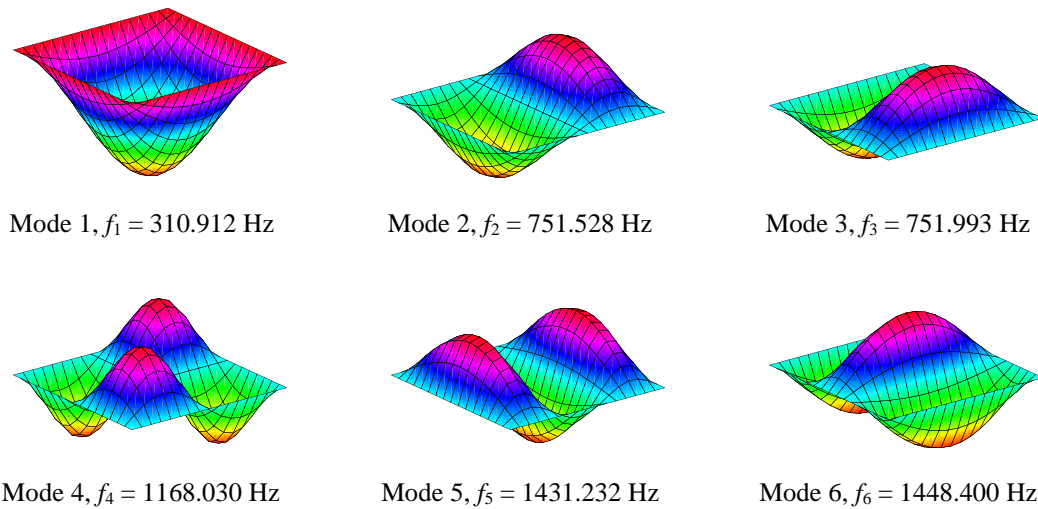 Mode 1, f1 = 310.912 Hz
Mode 2, f2 = 751.528 Hz
Mode 3, f3 = 751.993 Hz
Mode 4, f4 = 1168.030 Hz
Mode 5, f5 = 1431.232 Hz
Mode 6, f6 = 1448.400 Hz